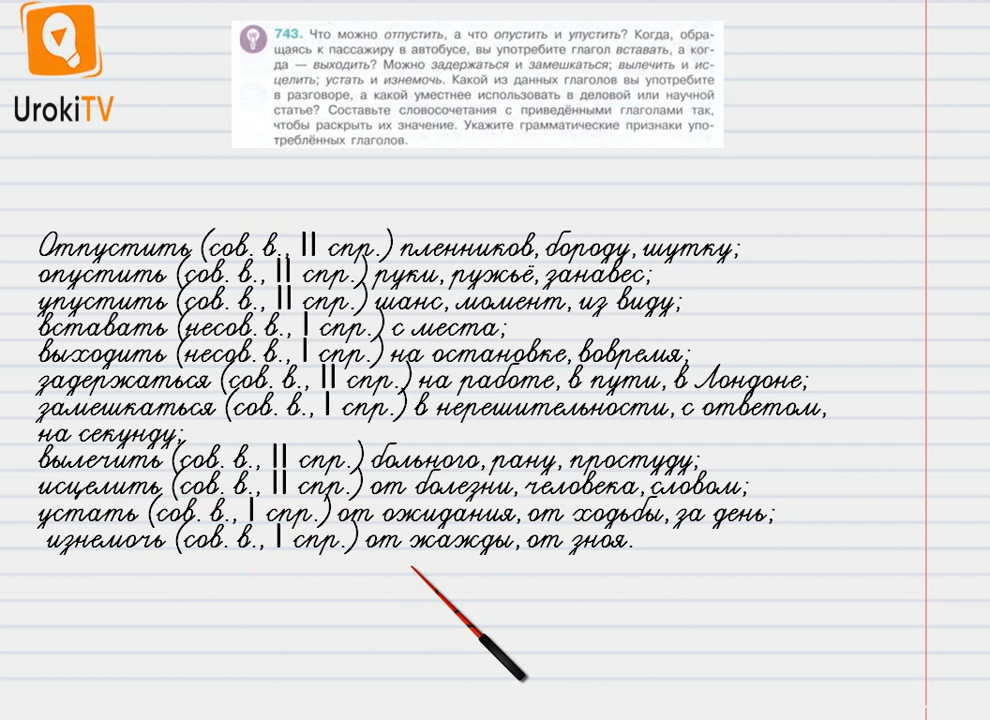 UrokiTV
743. Что можно отпустить, а что опустить и упустить? Когда, обра-
щаясь к пассажиру в автобусе, вы употребите глагол вставать, а ког-
да — выходить? Можно задержаться и замешкаться; вылечить и ис-
целить; устать и изнемочь. Какой из данных глаголов вы употребите
в разговоре, а какой уместнее использовать в деловой или научной
статье? Составьте словосочетания с приведёнными глаголами так,
чтобы раскрыть их значение. Укажите грамматические признаки упо-
треблённых глаголов.
Отпустить (сов. в., II спр.) пленников, бороду, шутку;
опустить (сов. в., II спр.) руки, ружьё, занавес;
упустить (сов. в., II спр.) шанс, момент, из виду;
вставать (несов. в., I спр.) с места;
выходить (несов. в., I спр.) на остановке, вовремя;
задержаться (сов. в., II спр.) на работе, в пути, в Лондоне;
замешкаться (сов. в., I спр.) в нерешительности, с ответом,
на секунду;
вылечить (сов. в., II спр.) больного, рану, простуду;
исцелить (сов. в., II спр.) от болезни, человека, словом;
устать (сов. в., I спр.) от ожидания, от ходьбы, за день;
изнемочь (сов. в., I спр.) от жажды, от зноя.